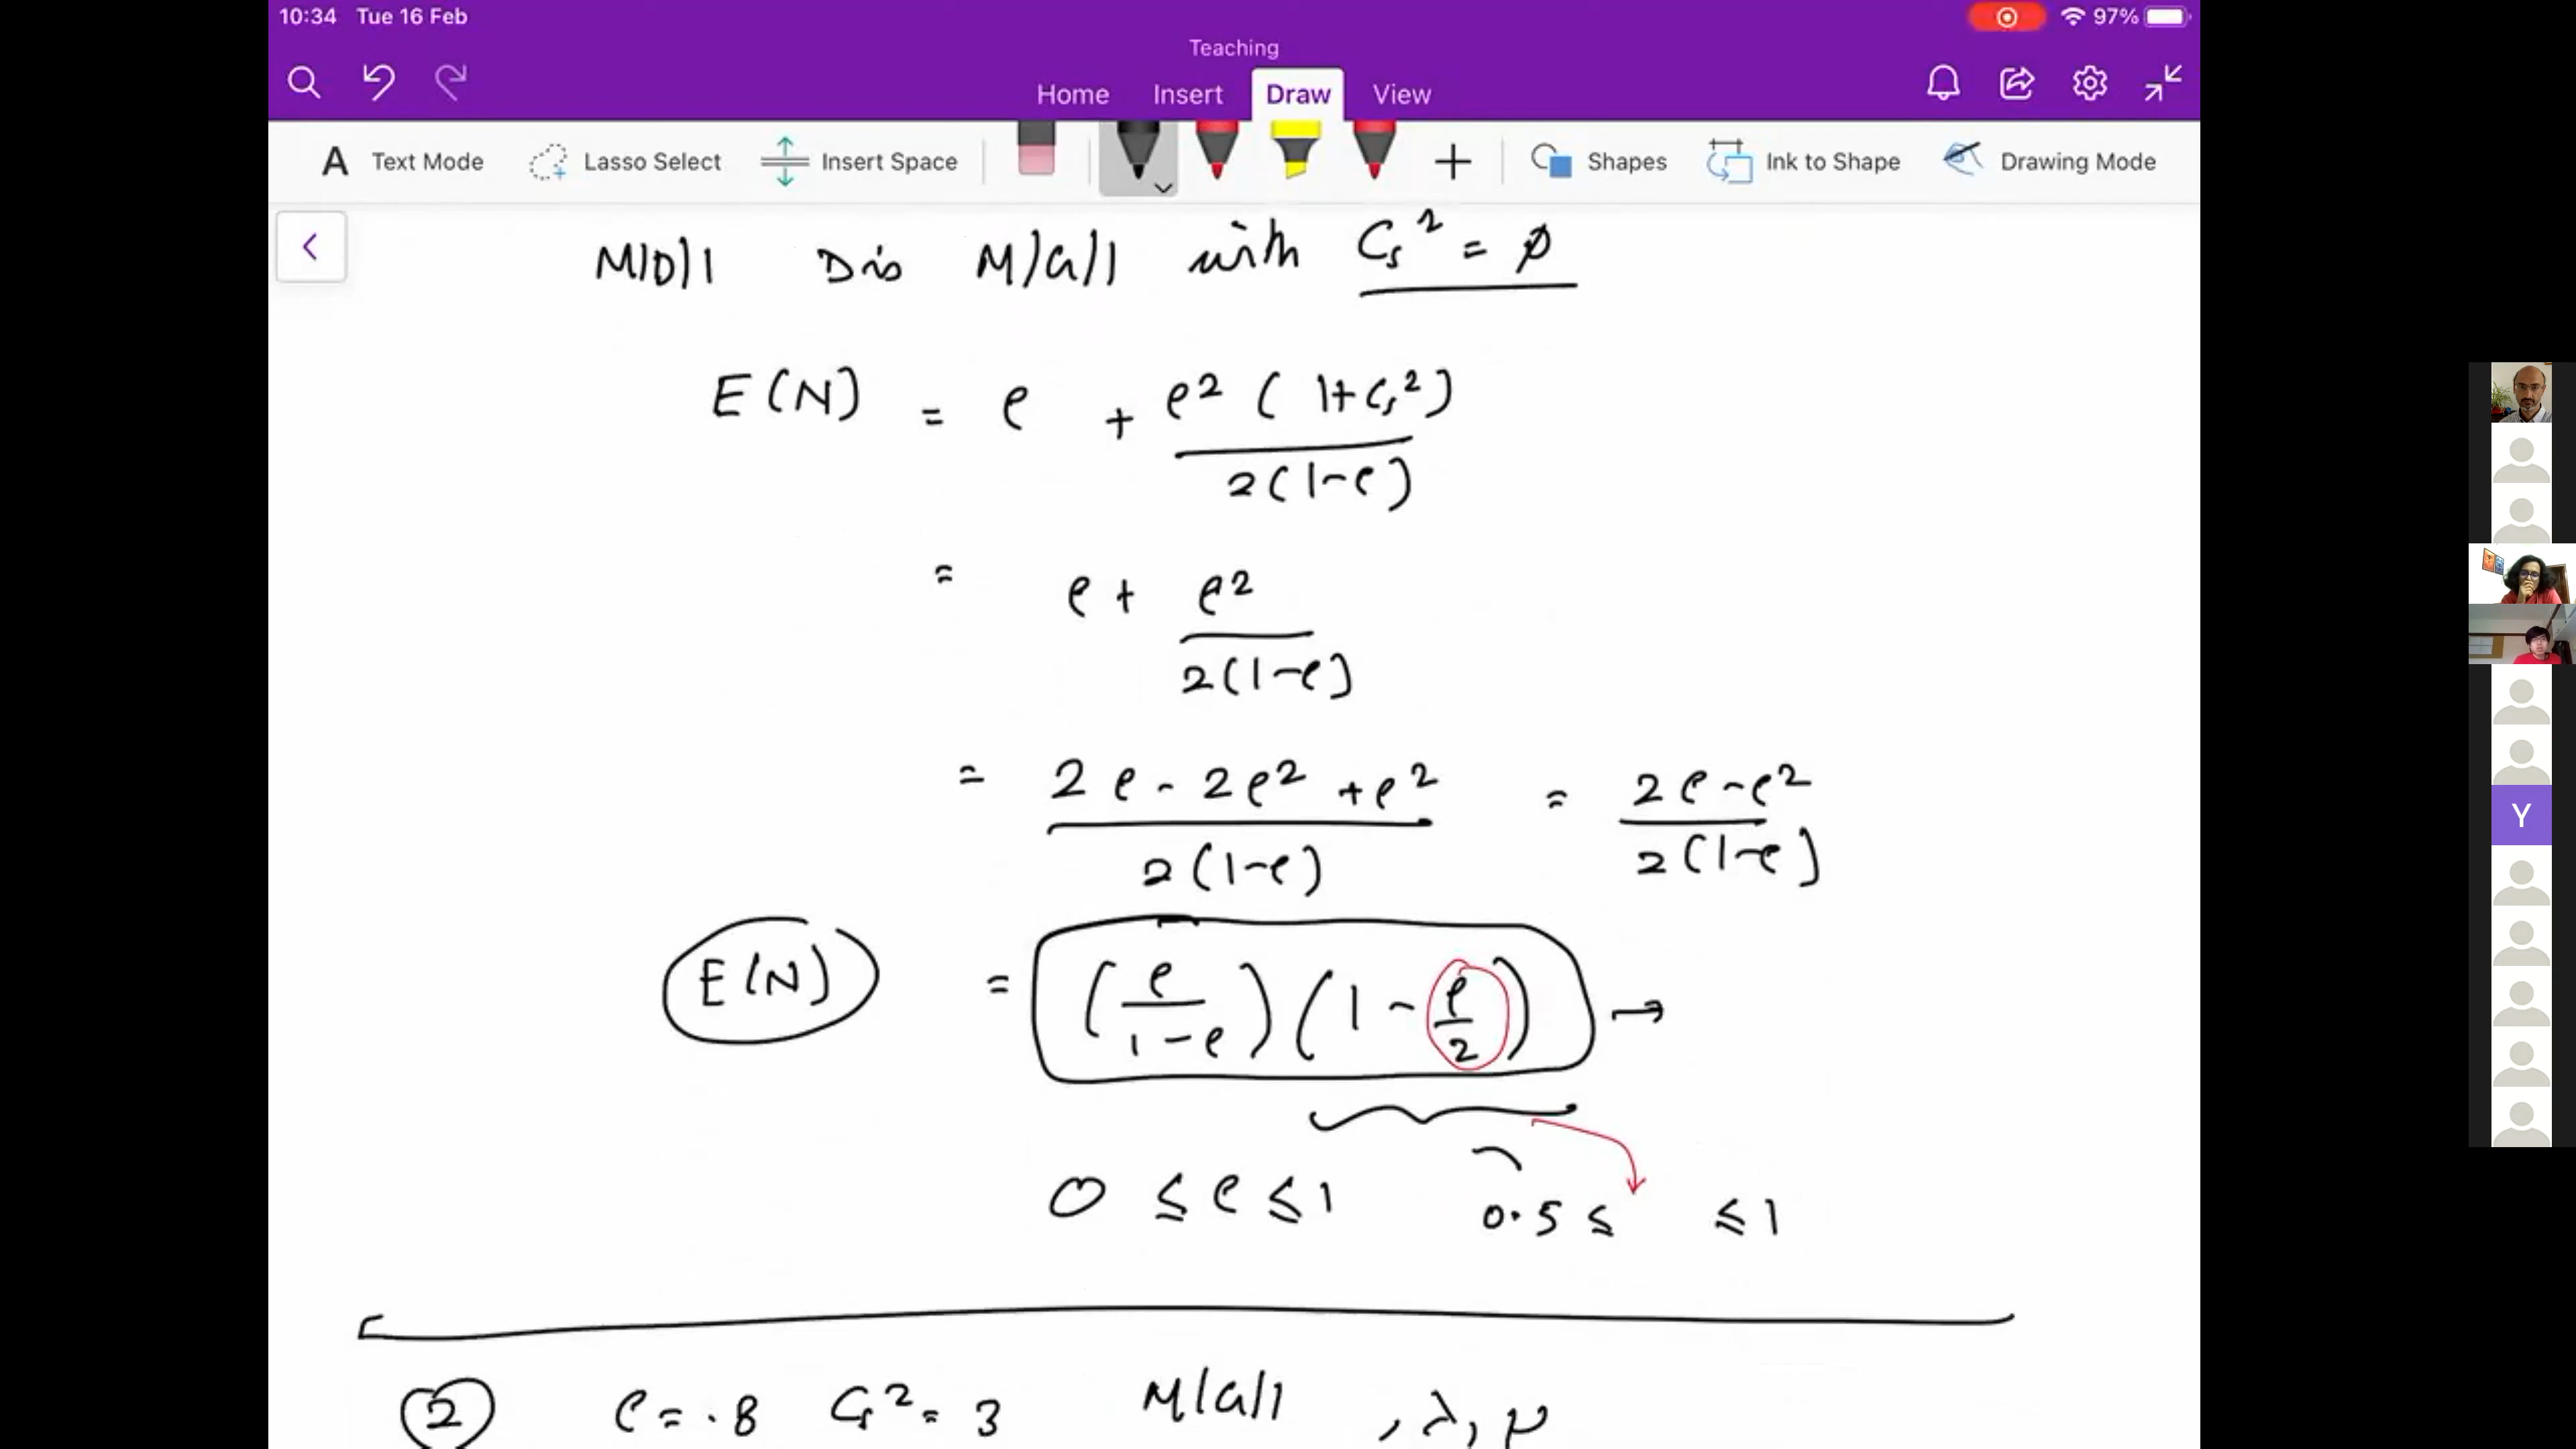 10:34 Tue 16 Feb 97%
Teaching
Home Insert Draw View
A Text Mode Lasso Select Insert Space Shapes Ink to Shape Drawing Mode
M/D/1 D is M/G/1 with Cs² = ∅
E(N) = ρ + ρ² (1+Cs²) / 2(1-ρ)
= ρ + ρ² / 2(1-ρ)
= 2ρ - 2ρ² + ρ² / 2(1-ρ) = 2ρ - ρ² / 2(1-ρ)
E(N) = (ρ / 1-ρ) (1 - ρ/2) →
0 ≤ ρ ≤ 1 0.5 ≤ ≤ 1
2 ρ = .8 Cs² = 3 M/G/1 , λ, μ
Y